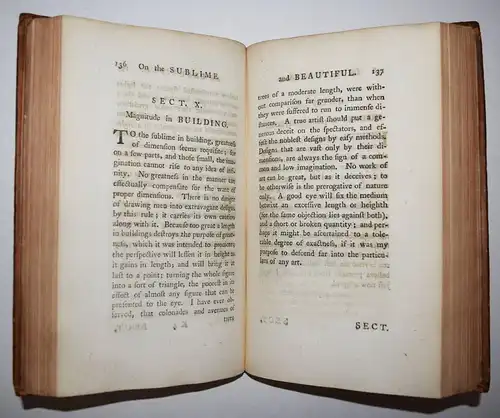 136 On the SUBLIME
SECT. X.
Magnitude in BUILDING.
TO the sublime in building, greatness
of dimension seems requisite; for
on a few parts, and those small, the ima-
gination cannot rise to any idea of infi-
nity. No greatness in the manner can
effectually compensate for the want of
proper dimensions. There is no danger
of drawing men into extravagant designs
by this rule; it carries its own caution
along with it. Because too great a length
in buildings destroys the purpose of great-
ness, which it was intended to promote;
the perspective will lessen it in heighth as
it gains in length; and will bring it at
last to a point; turning the whole figure
into a sort of triangle, the poorest in its
effect of almost any figure that can be
presented to the eye. I have ever ob-
served, that colonades and avenues of
trees
and BEAUTIFUL. 137
trees of a moderate length, were with-
out comparison far grander, than when
they were suffered to run to immense dis-
tances. A true artist should put a ge-
nerous deceit on the spectators, and ef-
fect the noblest designs by easy methods.
Designs that are vast only by their di-
mensions, are always the sign of a com-
mon and low imagination. No work of
art can be great, but as it deceives; to
be otherwise is the prerogative of nature
only. A good eye will fix the medium
betwixt an excessive length or heighth
(for the same objection lies against both),
and a short or broken quantity; and per-
haps it might be ascertained to a tole-
rable degree of exactness, if it was my
purpose to descend far into the particu-
lars of any art.
SECT.